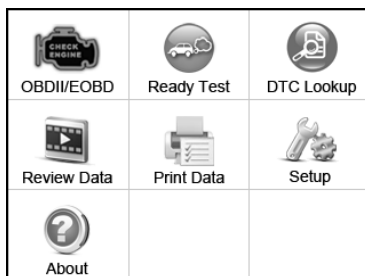 CHECK
ENGINE
OBDII/EOBD
Ready Test
DTC Lookup
Review Data
Print Data
Setup
About